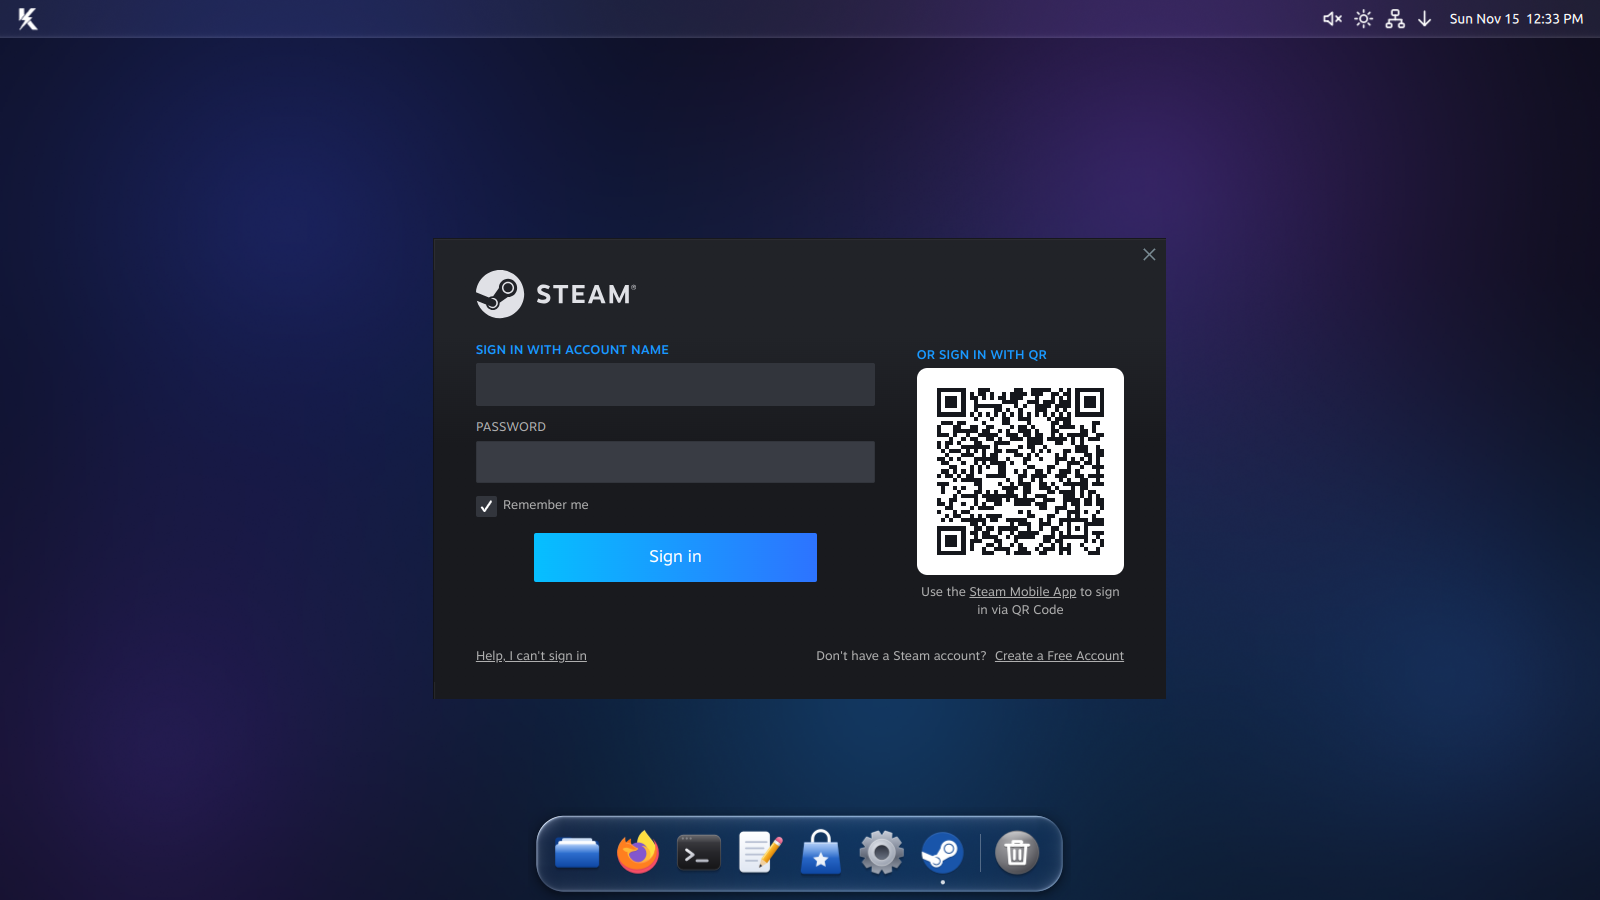 Sun Nov 15 12:33 PM
STEAM®
SIGN IN WITH ACCOUNT NAME
PASSWORD
Remember me
Sign in
OR SIGN IN WITH QR
Use the Steam Mobile App to sign
in via QR Code
Help, I can't sign in
Don't have a Steam account? Create a Free Account